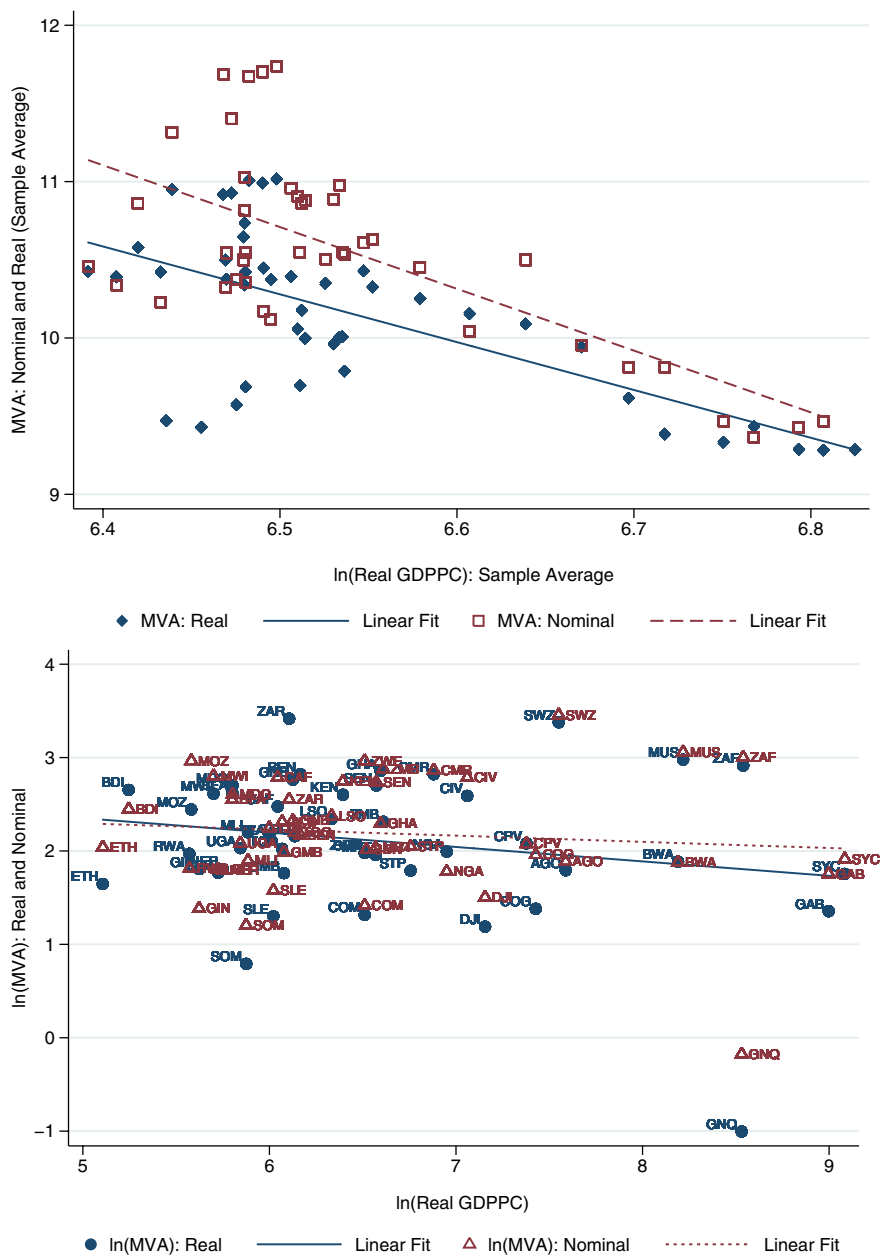 12
11
10
9
MVA: Nominal and Real (Sample Average)
6.4 6.5 6.6 6.7 6.8
ln(Real GDPPC): Sample Average
MVA: Real Linear Fit MVA: Nominal Linear Fit
4
3
2
1
0
−1
ln(MVA): Real and Nominal
ZAR
SWZ SWZ
MUS MUS
ZAF ZAF
MOZ
ZWE
CMR
CIV
BDI
MWI
SEN
KEN
CIV
BDI
MOZ
ZAR
LSO
GHA
CPV CPV
ETH
RWA
UGA
GMB
STP
NGA
AGO
AGO
BWA BWA
SYC
SYC
GAB
ETH
SLE
GIN
SLE
COM COM
DJI
DJI
GAB
SOM
SOM
GNQ
GNQ
5 6 7 8 9
ln(Real GDPPC)
ln(MVA): Real Linear Fit ln(MVA): Nominal Linear Fit